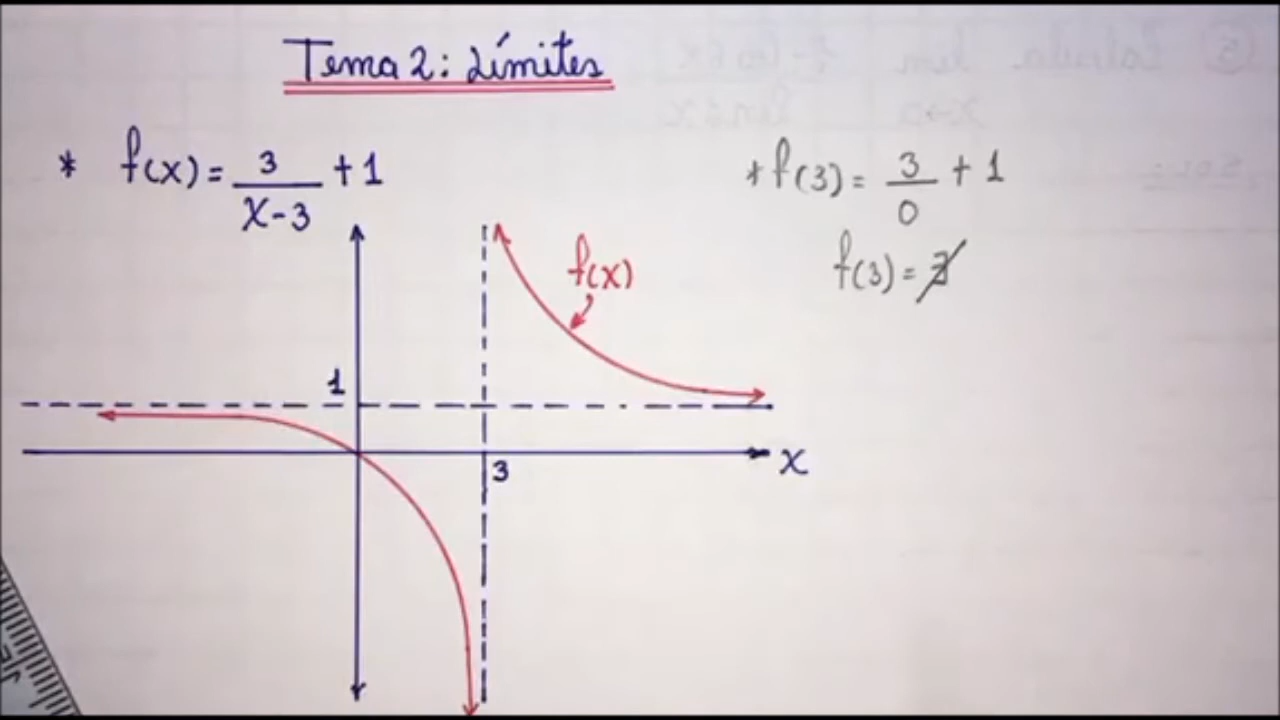 Tema 2: Límites
* f(x) = 3/(x-3) + 1
* f(3) = 3/0 + 1
f(3) = ∄
f(x)
1
3
x